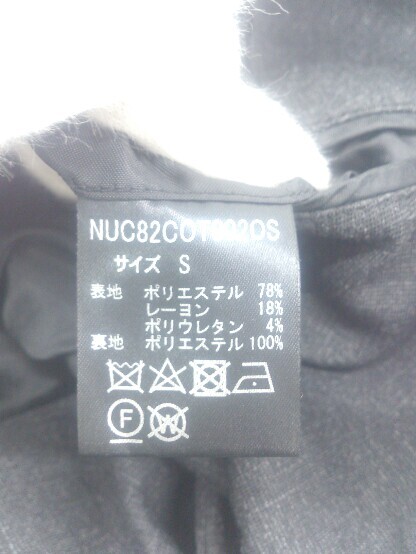 サイズ S
表地 ポリエステル 78%
レーヨン 18%
ポリウレタン 4%
裏地 ポリエステル 100%
F W